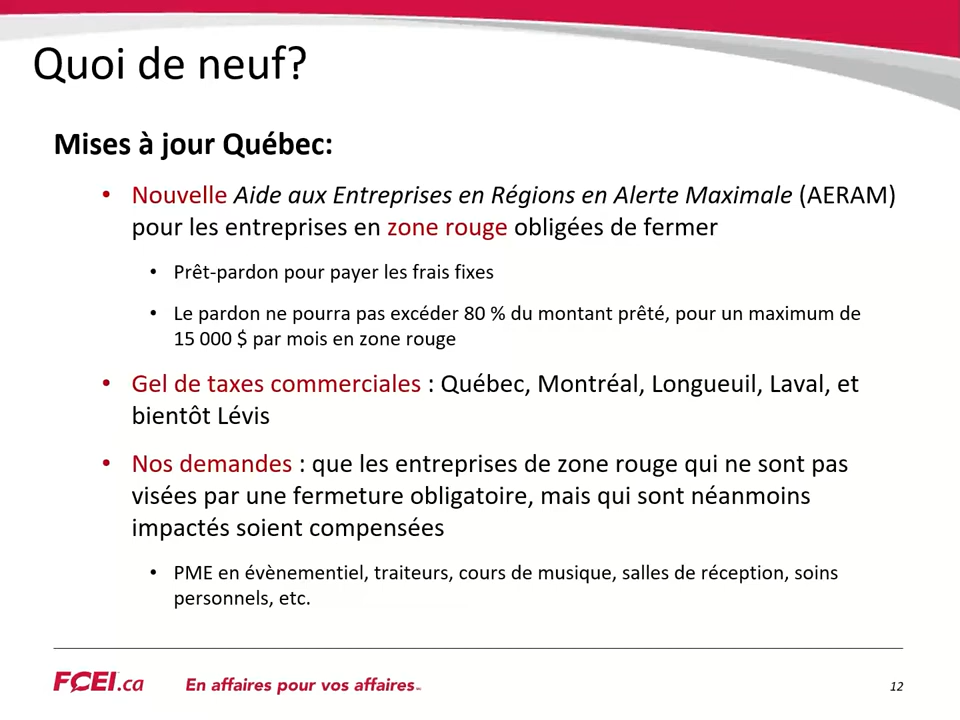 Quoi de neuf?
Mises à jour Québec:
• Nouvelle Aide aux Entreprises en Régions en Alerte Maximale (AERAM)
pour les entreprises en zone rouge obligées de fermer
• Prêt-pardon pour payer les frais fixes
• Le pardon ne pourra pas excéder 80 % du montant prêté, pour un maximum de
15 000 $ par mois en zone rouge
• Gel de taxes commerciales : Québec, Montréal, Longueuil, Laval, et
bientôt Lévis
• Nos demandes : que les entreprises de zone rouge qui ne sont pas
visées par une fermeture obligatoire, mais qui sont néanmoins
impactés soient compensées
• PME en évènementiel, traiteurs, cours de musique, salles de réception, soins
personnels, etc.
FCEI.ca En affaires pour vos affaires. 12